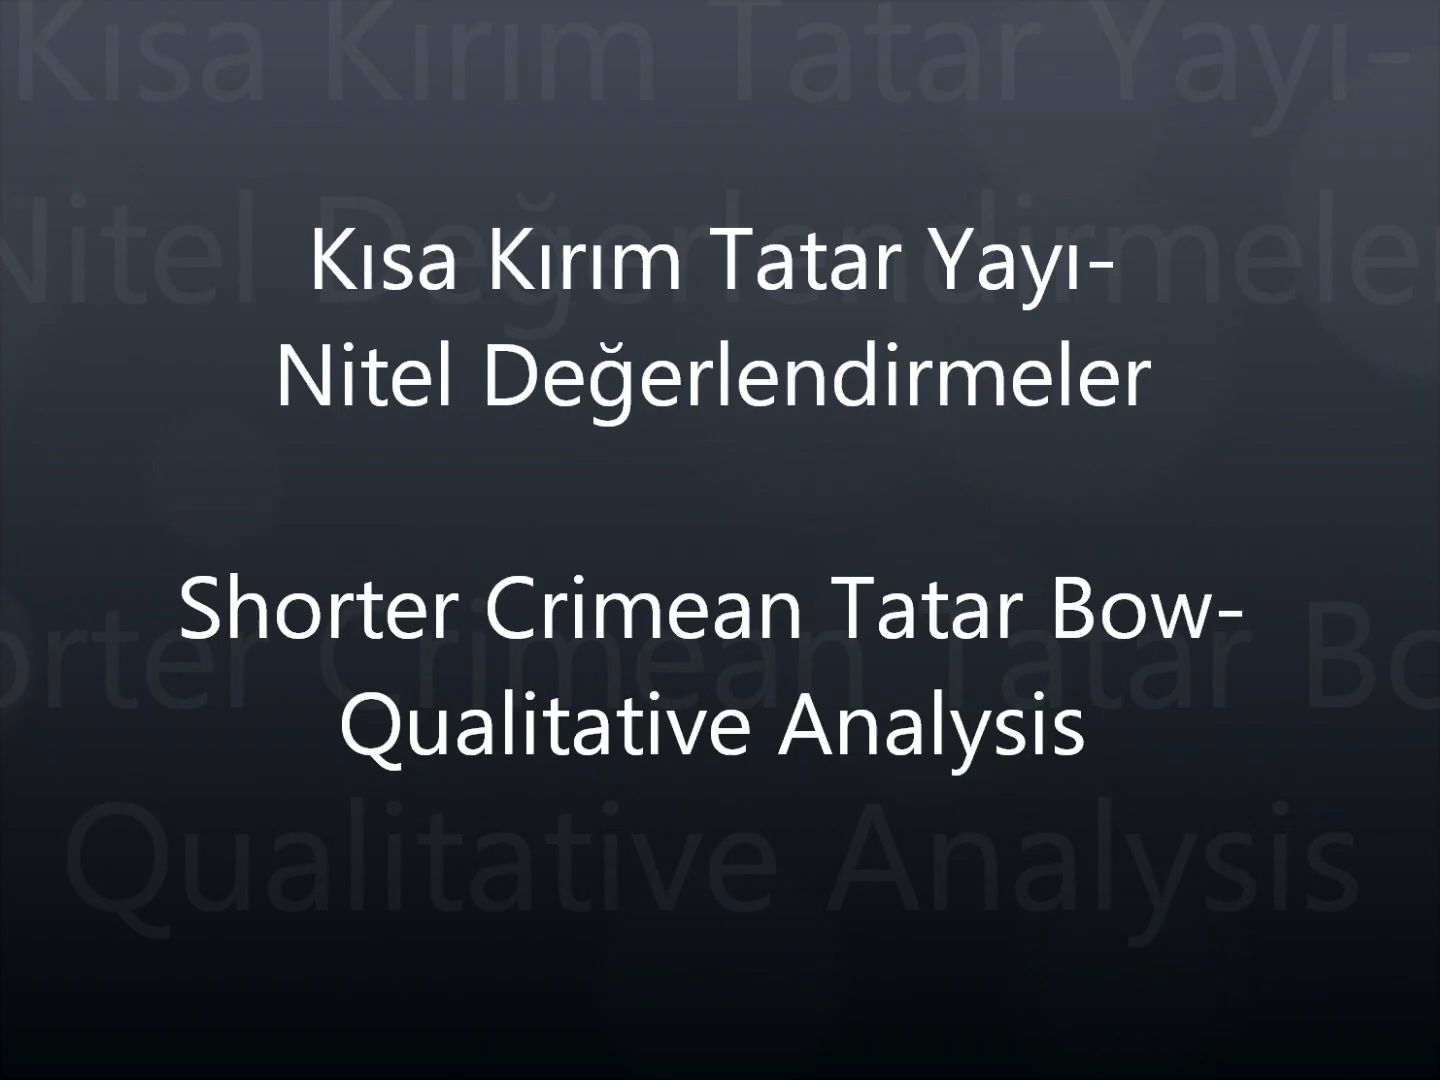 Kısa Kırım Tatar Yayı-
Nitel Değerlendirmeler
Shorter Crimean Tatar Bow-
Qualitative Analysis